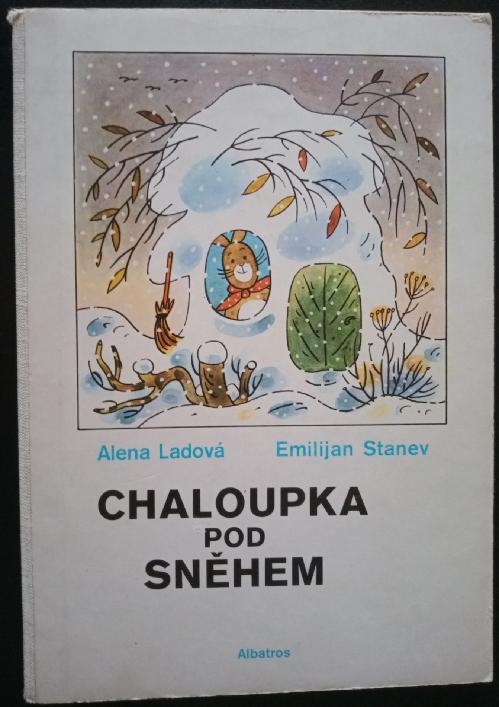 Alena Ladová Emilijan Stanev
CHALOUPKA
POD
SNĚHEM
Albatros